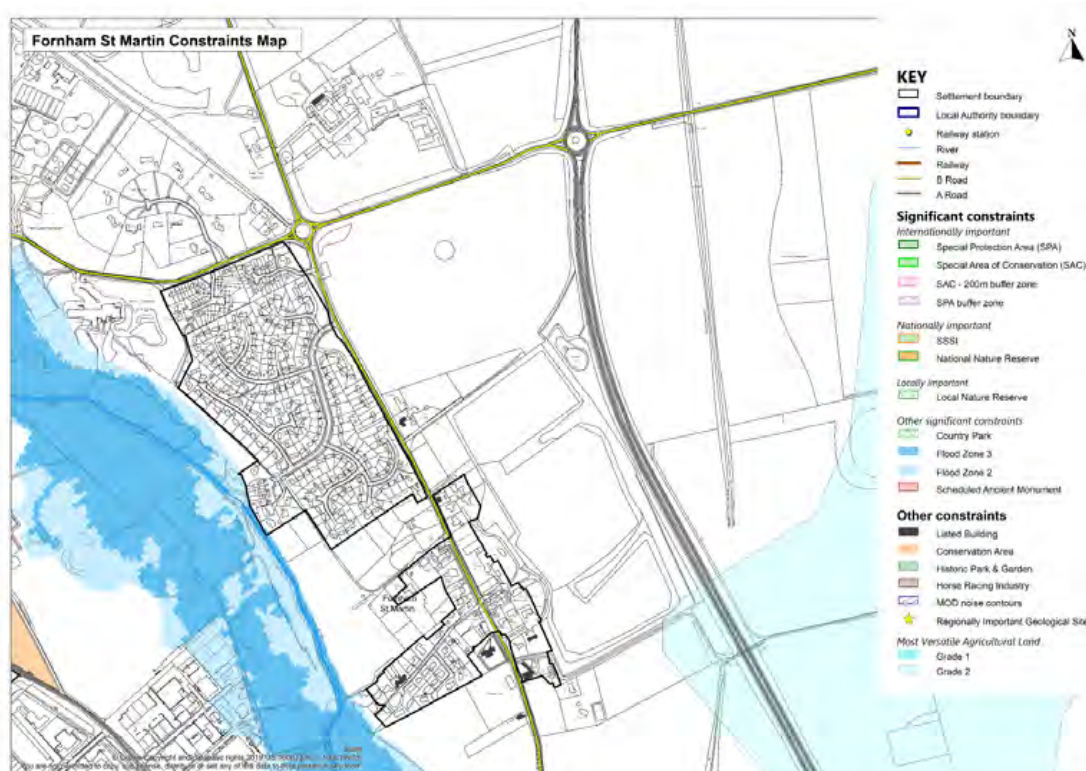 Fornham St Martin Constraints Map
N
KEY
Settlement boundary
Local Authority boundary
Railway station
River
Railway
B Road
A Road
Significant constraints
Internationally important
Special Protection Area (SPA)
Special Area of Conservation (SAC)
SAC - 200m buffer zone
SPA buffer zone
Nationally important
SSSI
National Nature Reserve
Locally important
Local Nature Reserve
Other significant constraints
Country Park
Flood Zone 3
Flood Zone 2
Scheduled Ancient Monument
Other constraints
Listed Building
Conservation Area
Historic Park & Garden
Horse Racing Industry
MOD noise contours
Regionally Important Geological Site
Most Versatile Agricultural Land
Grade 1
Grade 2
Fornham
St Martin